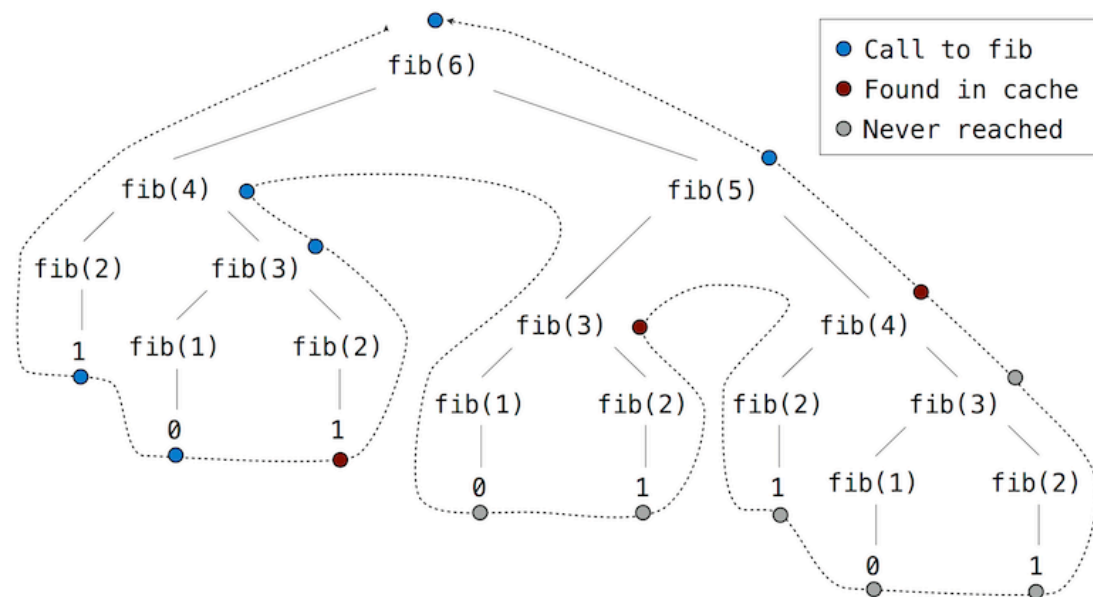 fib(6)
Call to fib
Found in cache
Never reached
fib(4)
fib(5)
fib(2)
fib(3)
fib(3)
fib(4)
1
fib(1)
fib(2)
fib(1)
fib(2)
fib(2)
fib(3)
0
1
0
1
1
fib(1)
fib(2)
0
1